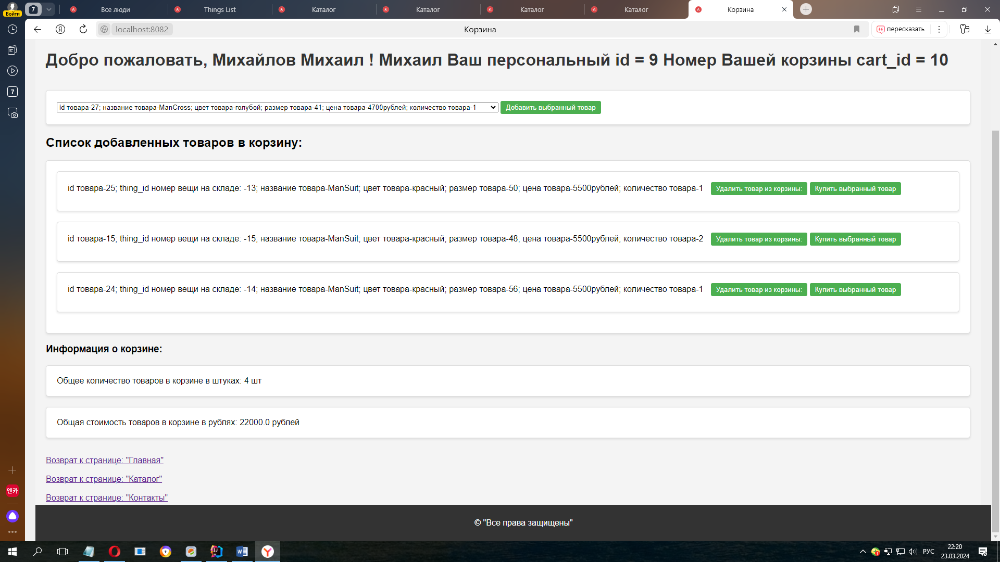 7
Все люди
Things List
Каталог
Каталог
Каталог
Каталог
Корзина
Войти
localhost:8082
Корзина
пересказать
7
Добро пожаловать, Михайлов Михаил ! Михаил Ваш персональный id = 9 Номер Вашей корзины cart_id = 10
id товара-27; название товара-ManCross; цвет товара-голубой; размер товара-41; цена товара-4700рублей; количество товара-1
Добавить выбранный товар
Список добавленных товаров в корзину:
id товара-25; thing_id номер вещи на складе: -13; название товара-ManSuit; цвет товара-красный; размер товара-50; цена товара-5500рублей; количество товара-1 Удалить товар из корзины: Купить выбранный товар
id товара-15; thing_id номер вещи на складе: -15; название товара-ManSuit; цвет товара-красный; размер товара-48; цена товара-5500рублей; количество товара-2 Удалить товар из корзины: Купить выбранный товар
id товара-24; thing_id номер вещи на складе: -14; название товара-ManSuit; цвет товара-красный; размер товара-56; цена товара-5500рублей; количество товара-1 Удалить товар из корзины: Купить выбранный товар
Информация о корзине:
Общее количество товаров в корзине в штуках: 4 шт
Общая стоимость товаров в корзине в рублях: 22000.0 рублей
Возврат к странице: "Главная"
Возврат к странице: "Каталог"
Возврат к странице: "Контакты"
엔카
© "Все права защищены"
РУС
22:20
23.03.2024